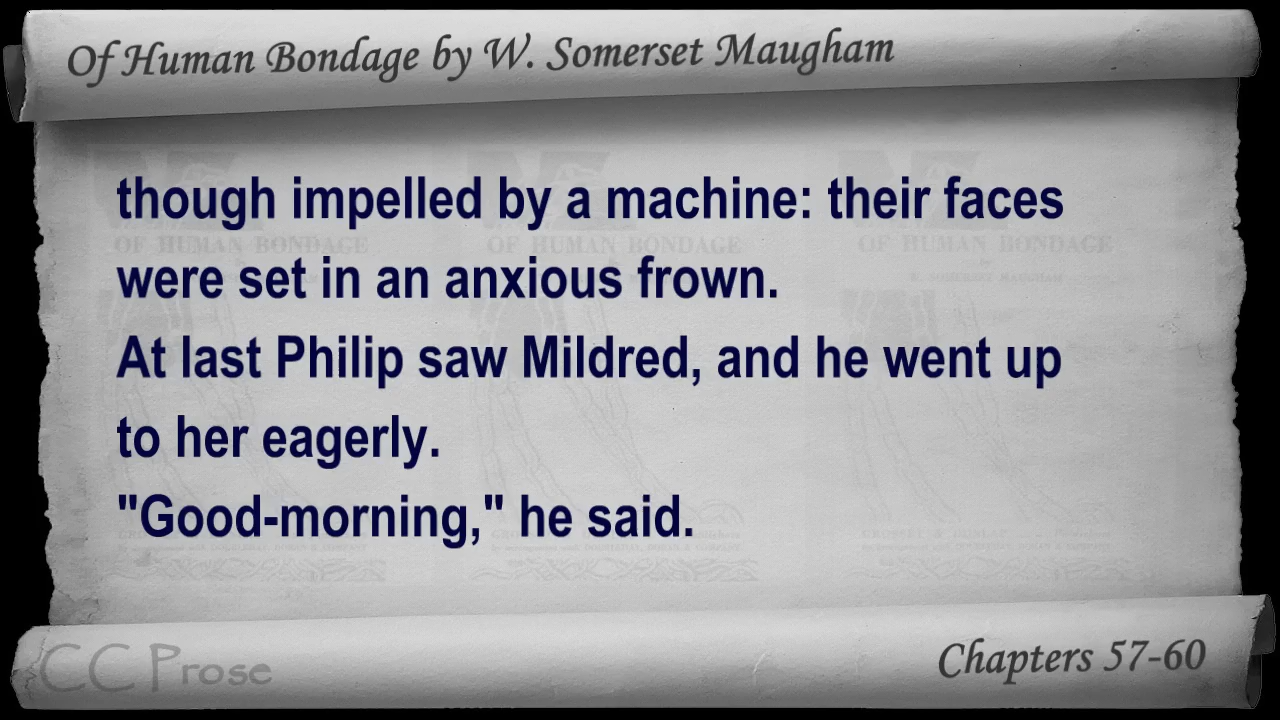 Of Human Bondage by W. Somerset Maugham
though impelled by a machine: their faces
were set in an anxious frown.
At last Philip saw Mildred, and he went up
to her eagerly.
"Good-morning," he said.
CC Prose
Chapters 57-60